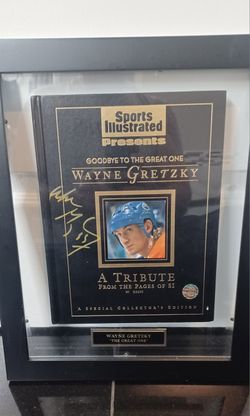 Sports
Illustrated
Presents
GOODBYE TO THE GREAT ONE
WAYNE GRETZKY
A TRIBUTE
FROM THE PAGES OF SI
A SPECIAL COLLECTOR'S EDITION
WAYNE GRETZKY
"THE GREAT ONE"